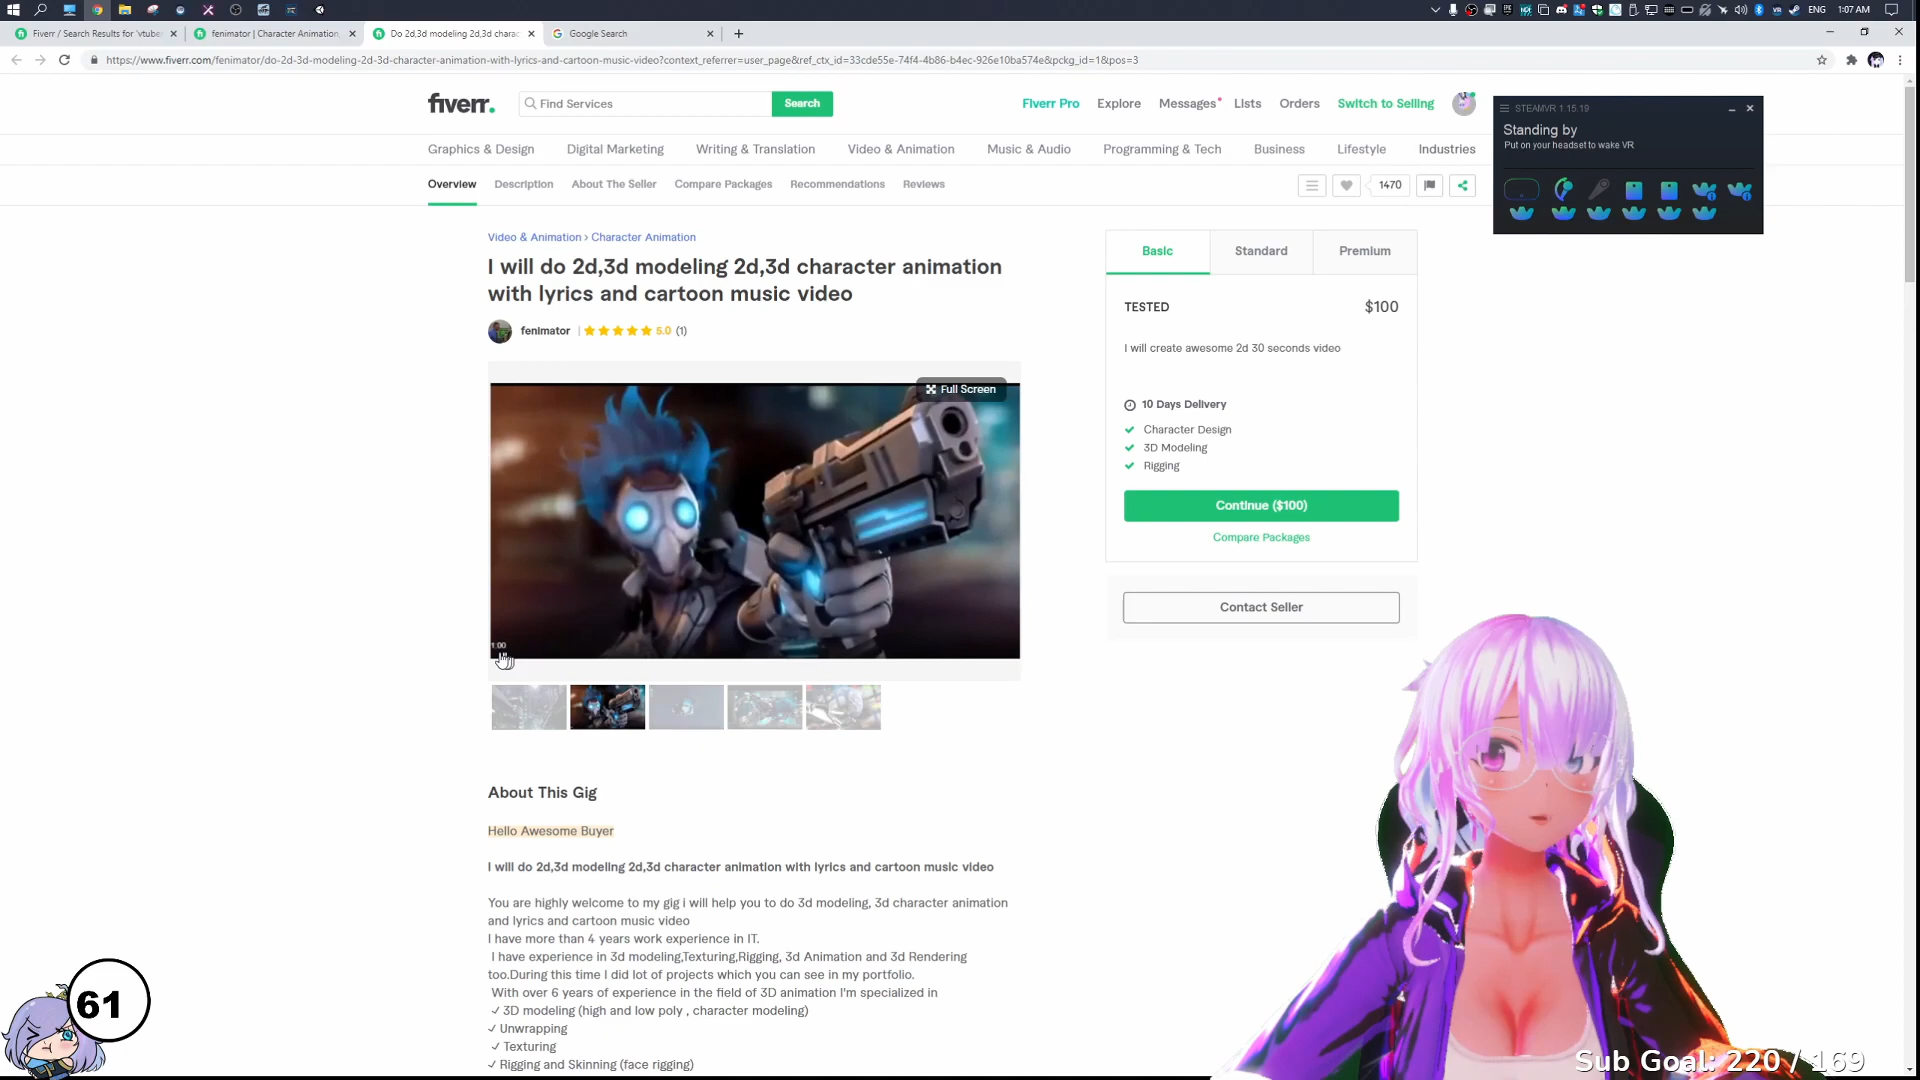 ENG
1:07 AM
Fiverr / Search Results for 'vtuber
fenimator | Character Animation,
Do 2d,3d modeling 2d,3d charac
Google Search
https://www.fiverr.com/fenimator/do-2d-3d-modeling-2d-3d-character-animation-with-lyrics-and-cartoon-music-video?context_referrer=user_page&ref_ctx_id=33cde55e-74f4-4b86-b4ec-926e10ba574e&pckg_id=1&pos=3
fiverr.
Find Services
Search
Fiverr Pro
Explore
Messages
Lists
Orders
Switch to Selling
STEAMVR 1.15.19
Standing by
Put on your headset to wake VR
Graphics & Design
Digital Marketing
Writing & Translation
Video & Animation
Music & Audio
Programming & Tech
Business
Lifestyle
Industries
Overview
Description
About The Seller
Compare Packages
Recommendations
Reviews
1470
Video & Animation › Character Animation
I will do 2d,3d modeling 2d,3d character animation
with lyrics and cartoon music video
fenimator | 5.0 (1)
Full Screen
1:00
Basic
Standard
Premium
TESTED
$100
I will create awesome 2d 30 seconds video
10 Days Delivery
Character Design
3D Modeling
Rigging
Continue ($100)
Compare Packages
Contact Seller
About This Gig
Hello Awesome Buyer
I will do 2d,3d modeling 2d,3d character animation with lyrics and cartoon music video
You are highly welcome to my gig i will help you to do 3d modeling, 3d character animation
and lyrics and cartoon music video
I have more than 4 years work experience in IT.
I have experience in 3d modeling,Texturing,Rigging, 3d Animation and 3d Rendering
too.During this time I did lot of projects which you can see in my portfolio.
With over 6 years of experience in the field of 3D animation I'm specialized in
✓ 3D modeling (high and low poly , character modeling)
✓ Unwrapping
✓ Texturing
✓ Rigging and Skinning (face rigging)
61
Sub Goal: 220 / 169